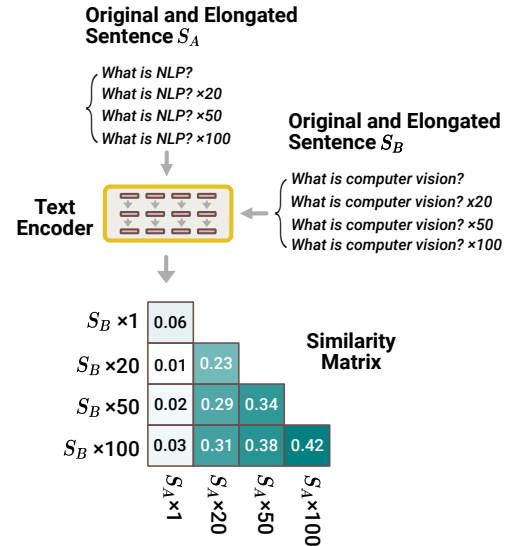 Original and Elongated
Sentence S_A
What is NLP?
What is NLP? ×20
What is NLP? ×50
What is NLP? ×100
Original and Elongated
Sentence S_B
What is computer vision?
What is computer vision? x20
What is computer vision? ×50
What is computer vision? ×100
Text
Encoder
Similarity
Matrix
S_B ×1 0.06
S_B ×20 0.01 0.23
S_B ×50 0.02 0.29 0.34
S_B ×100 0.03 0.31 0.38 0.42
S_A×1 S_A×20 S_A×50 S_A×100